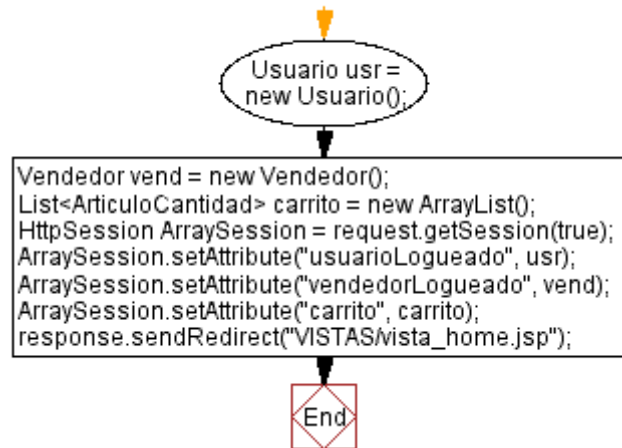 Usuario usr =
new Usuario();
Vendedor vend = new Vendedor();
List<ArticuloCantidad> carrito = new ArrayList();
HttpSession ArraySession = request.getSession(true);
ArraySession.setAttribute("usuarioLogueado", usr);
ArraySession.setAttribute("vendedorLogueado", vend);
ArraySession.setAttribute("carrito", carrito);
response.sendRedirect("VISTAS/vista_home.jsp");
End